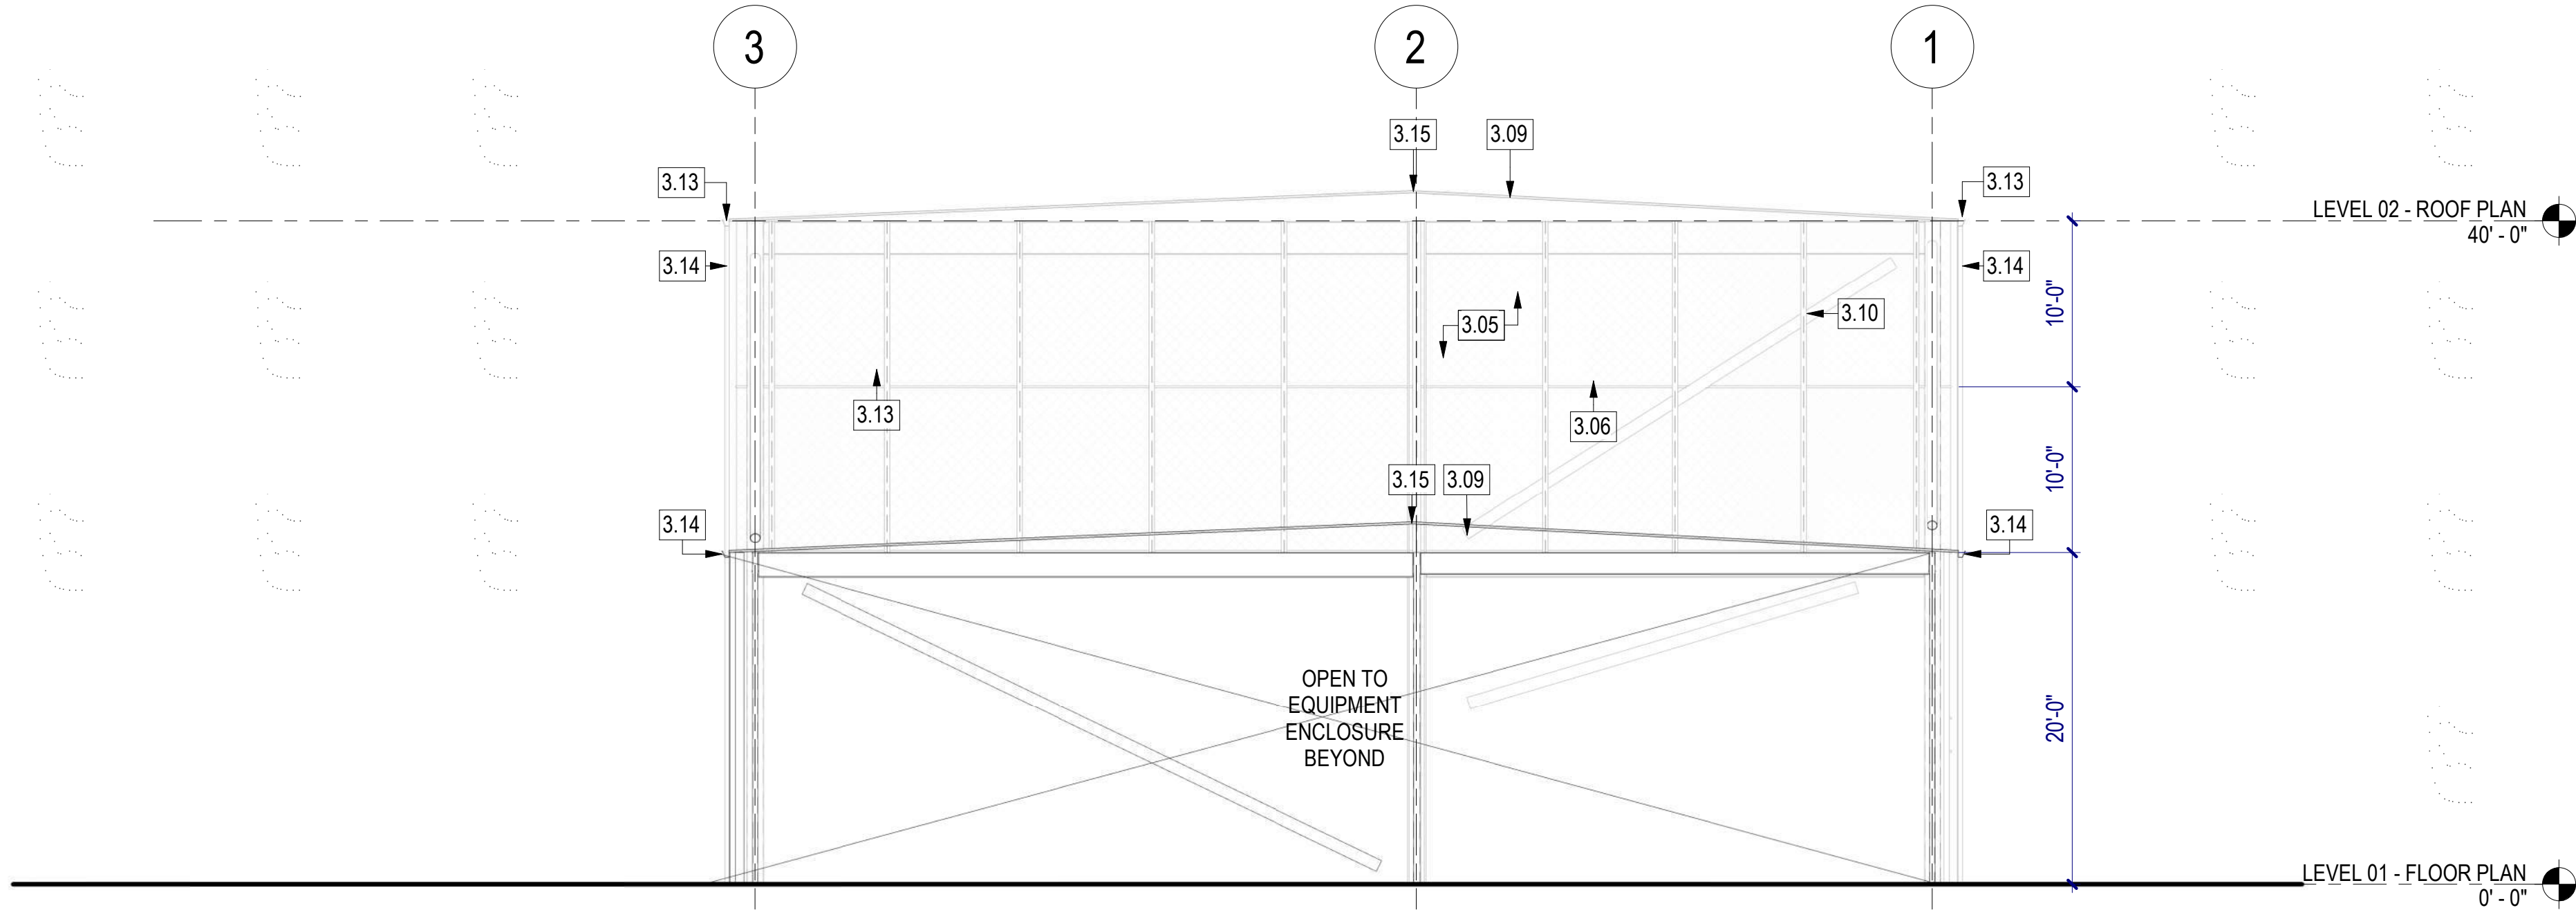 3
2
1
3.15
3.09
3.13
3.13
LEVEL 02 - ROOF PLAN
40' - 0"
3.14
3.14
10'-0"
3.10
3.05
3.13
3.06
3.15
3.09
10'-0"
3.14
3.14
OPEN TO
EQUIPMENT
ENCLOSURE
BEYOND
20'-0"
LEVEL 01 - FLOOR PLAN
0' - 0"